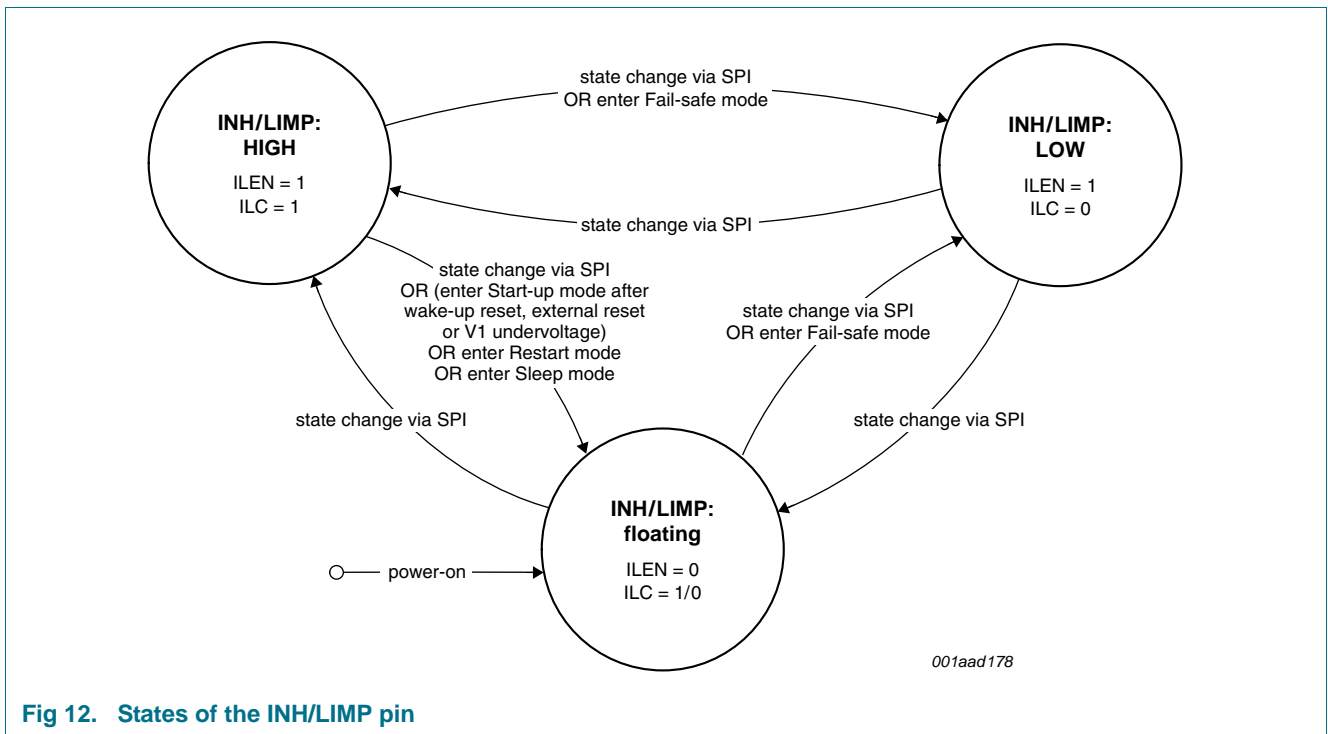 state change via SPI
OR enter Fail-safe mode
INH/LIMP:
HIGH
ILEN = 1
ILC = 1
INH/LIMP:
LOW
ILEN = 1
ILC = 0
state change via SPI
state change via SPI
OR (enter Start-up mode after
wake-up reset, external reset
or V1 undervoltage)
OR enter Restart mode
OR enter Sleep mode
state change via SPI
OR enter Fail-safe mode
state change via SPI
state change via SPI
INH/LIMP:
floating
ILEN = 0
ILC = 1/0
power-on
001aad178
Fig 12. States of the INH/LIMP pin